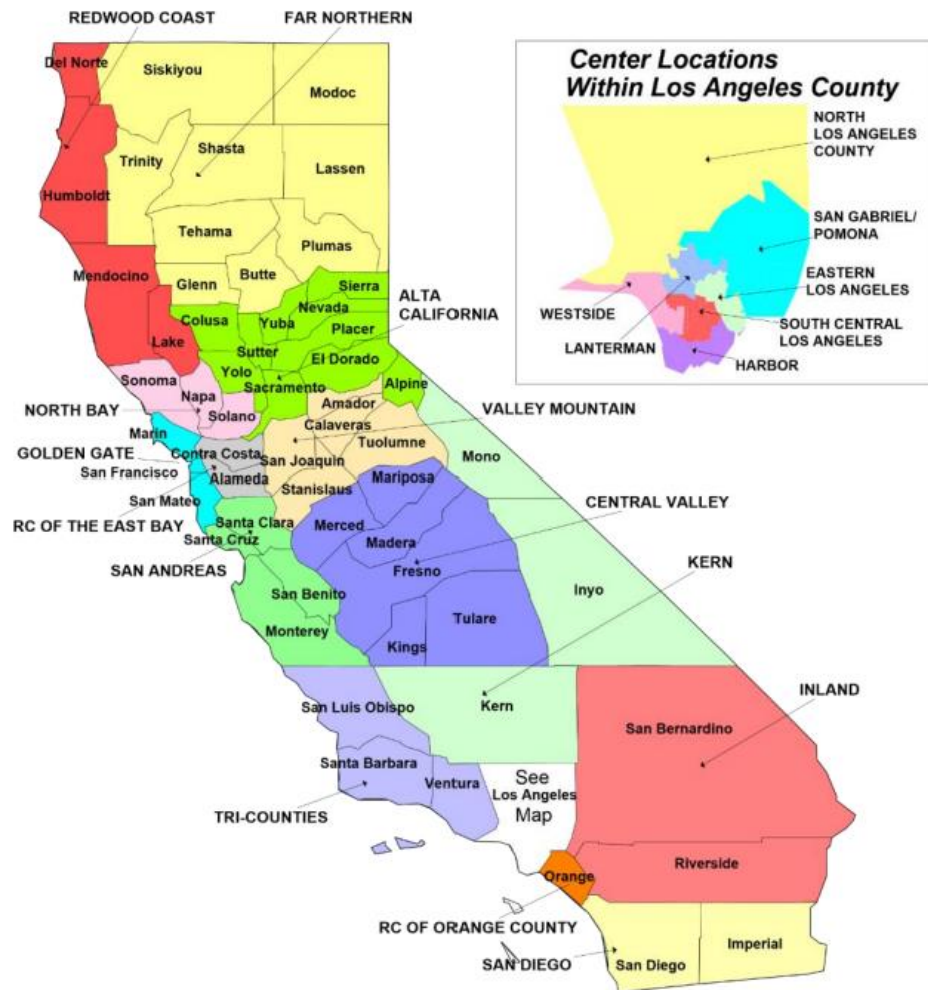 REDWOOD COAST
FAR NORTHERN
Del Norte
Siskiyou
Modoc
Trinity
Shasta
Lassen
Humboldt
Tehama
Plumas
Mendocino
Glenn
Butte
Sierra
Colusa
Nevada
Yuba
ALTA
CALIFORNIA
Placer
Lake
Sutter
El Dorado
Yolo
Sacramento
Alpine
Sonoma
Napa
Amador
Solano
Calaveras
VALLEY MOUNTAIN
NORTH BAY
Marin
Tuolumne
Mono
GOLDEN GATE
Contra Costa
San Joaquin
San Francisco
Alameda
Mariposa
Stanislaus
San Mateo
CENTRAL VALLEY
RC OF THE EAST BAY
Santa Clara
Merced
Santa Cruz
Madera
SAN ANDREAS
Fresno
KERN
San Benito
Inyo
Tulare
Monterey
Kings
INLAND
San Luis Obispo
Kern
San Bernardino
Santa Barbara
Ventura
See
Los Angeles
Map
TRI-COUNTIES
Riverside
Orange
RC OF ORANGE COUNTY
Imperial
SAN DIEGO
San Diego
Center Locations
Within Los Angeles County
NORTH
LOS ANGELES
COUNTY
SAN GABRIEL/
POMONA
EASTERN
LOS ANGELES
WESTSIDE
SOUTH CENTRAL
LOS ANGELES
LANTERMAN
HARBOR